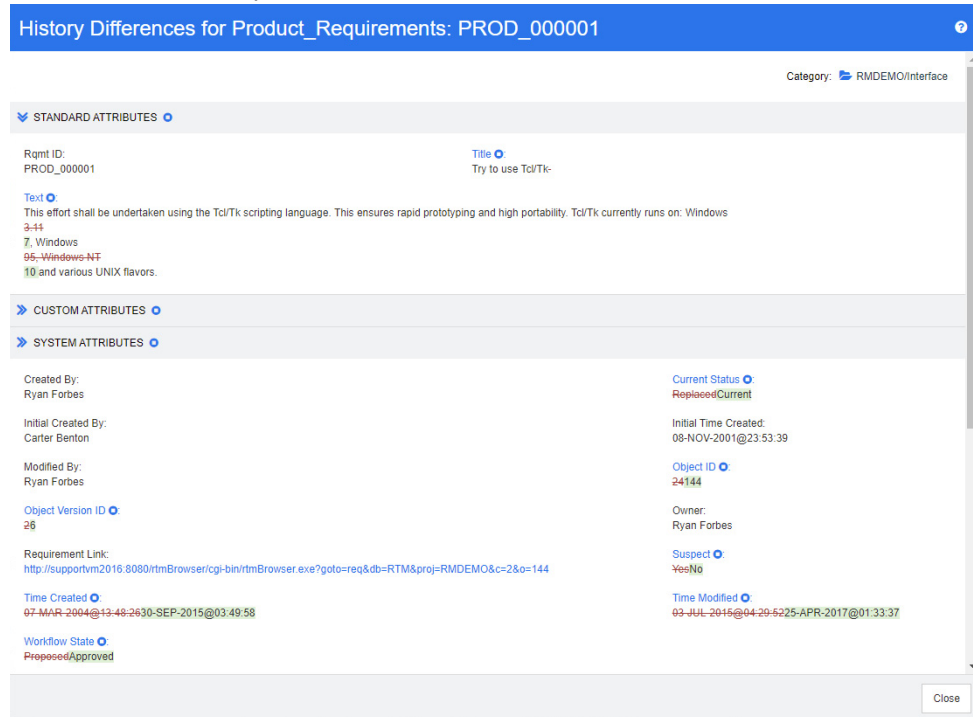 History Differences for Product_Requirements: PROD_000001
Category: RMDEMO/Interface
STANDARD ATTRIBUTES
Rqmt ID:
PROD_000001
Title:
Try to use Tcl/Tk-
Text:
This effort shall be undertaken using the Tcl/Tk scripting language. This ensures rapid prototyping and high portability. Tcl/Tk currently runs on: Windows
3.11
7, Windows
95, Windows NT
10 and various UNIX flavors.
CUSTOM ATTRIBUTES
SYSTEM ATTRIBUTES
Created By:
Ryan Forbes
Current Status:
ReplacedCurrent
Initial Created By:
Carter Benton
Initial Time Created:
08-NOV-2001@23:53:39
Modified By:
Ryan Forbes
Object ID:
24144
Object Version ID:
26
Owner:
Ryan Forbes
Requirement Link:
http://supportvm2016:8080/rtmBrowser/cgi-bin/rtmBrowser.exe?goto=req&db=RTM&proj=RMDEMO&c=2&o=144
Suspect:
YesNo
Time Created:
07-MAR-2004@13:48:2630-SEP-2015@03:49:58
Time Modified:
03-JUL-2015@04:29:5225-APR-2017@01:33:37
Workflow State:
ProposedApproved
Close